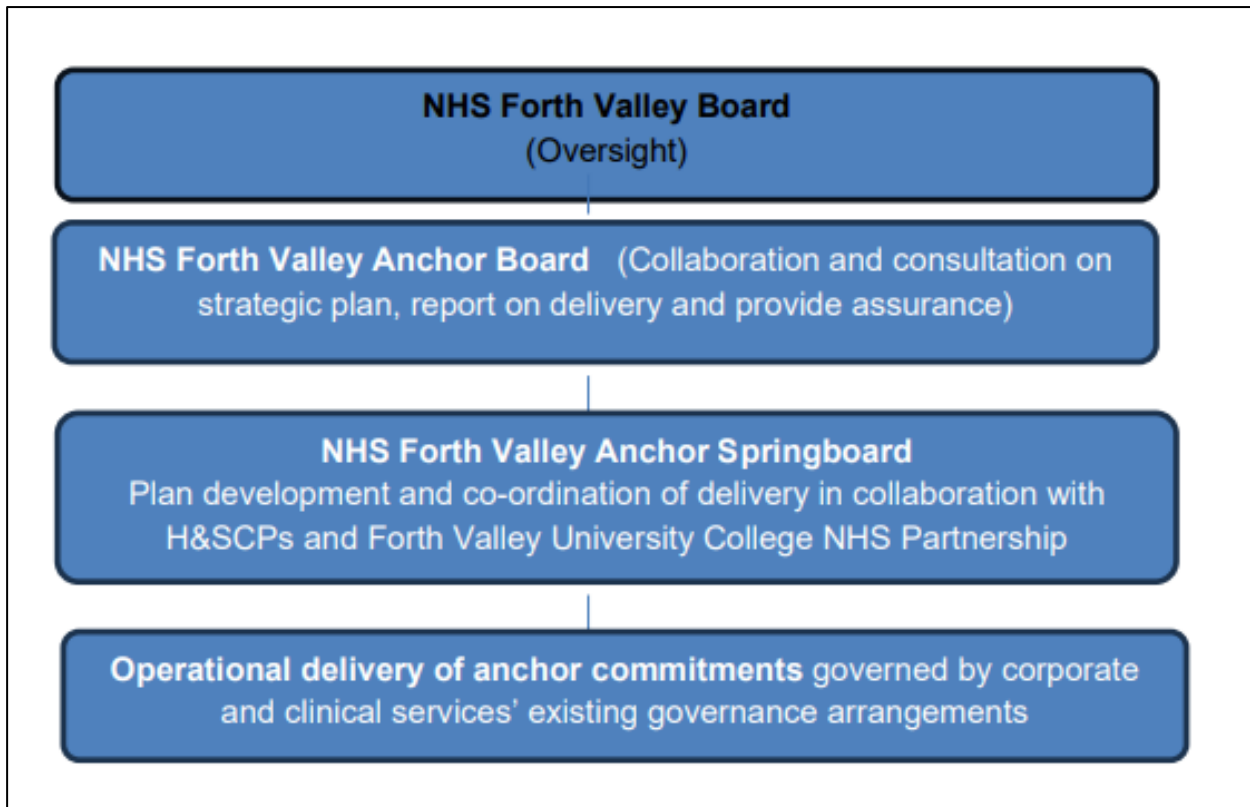 NHS Forth Valley Board
(Oversight)
NHS Forth Valley Anchor Board (Collaboration and consultation on
strategic plan, report on delivery and provide assurance)
NHS Forth Valley Anchor Springboard
Plan development and co-ordination of delivery in collaboration with
H&SCPs and Forth Valley University College NHS Partnership
Operational delivery of anchor commitments governed by corporate
and clinical services’ existing governance arrangements